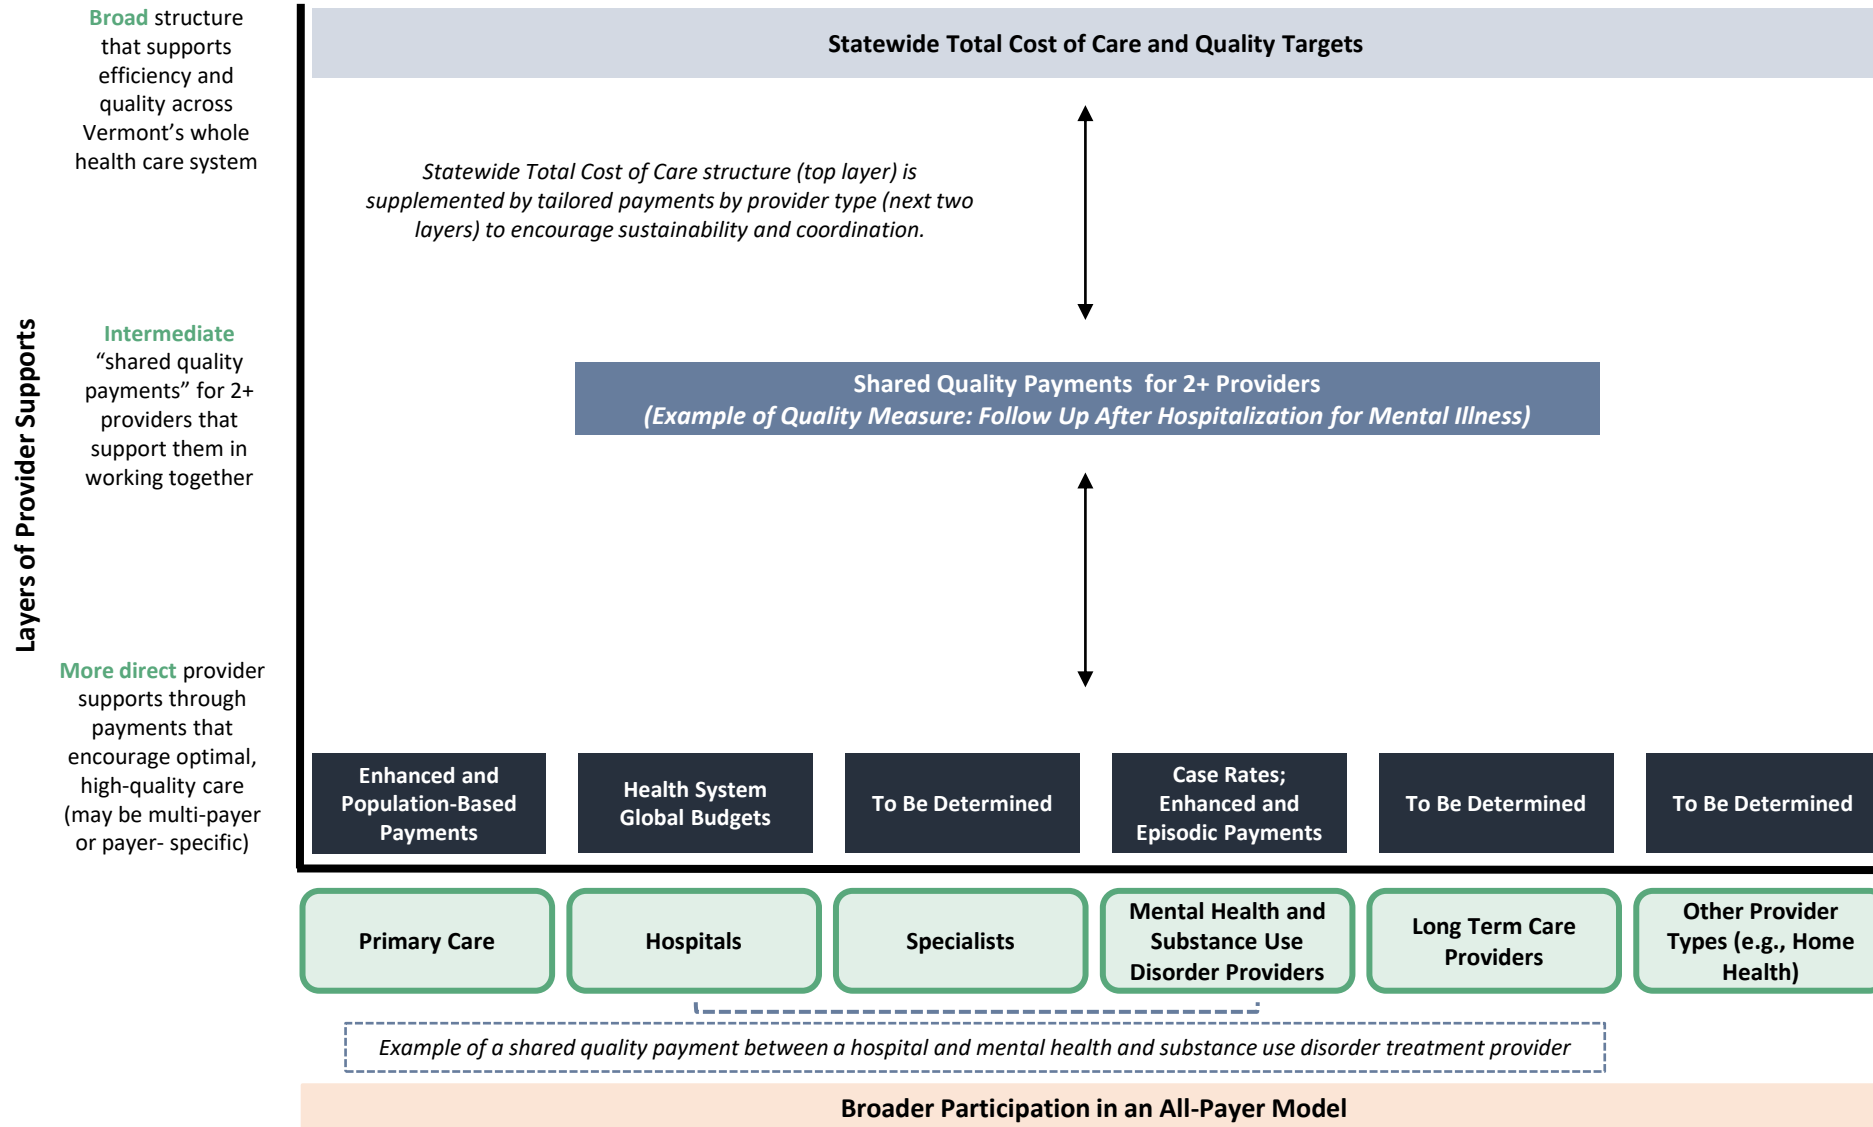 Broad structure
that supports
efficiency and
quality across
Vermont’s whole
health care system
Statewide Total Cost of Care and Quality Targets
Statewide Total Cost of Care structure (top layer) is
supplemented by tailored payments by provider type (next two
layers) to encourage sustainability and coordination.
Layers of Provider Supports
Intermediate
“shared quality
payments” for 2+
providers that
support them in
working together
Shared Quality Payments for 2+ Providers
(Example of Quality Measure: Follow Up After Hospitalization for Mental Illness)
More direct provider
supports through
payments that
encourage optimal,
high-quality care
(may be multi-payer
or payer- specific)
Enhanced and
Population-Based
Payments
Health System
Global Budgets
To Be Determined
Case Rates;
Enhanced and
Episodic Payments
To Be Determined
To Be Determined
Primary Care
Hospitals
Specialists
Mental Health and
Substance Use
Disorder Providers
Long Term Care
Providers
Other Provider
Types (e.g., Home
Health)
Example of a shared quality payment between a hospital and mental health and substance use disorder treatment provider
Broader Participation in an All-Payer Model